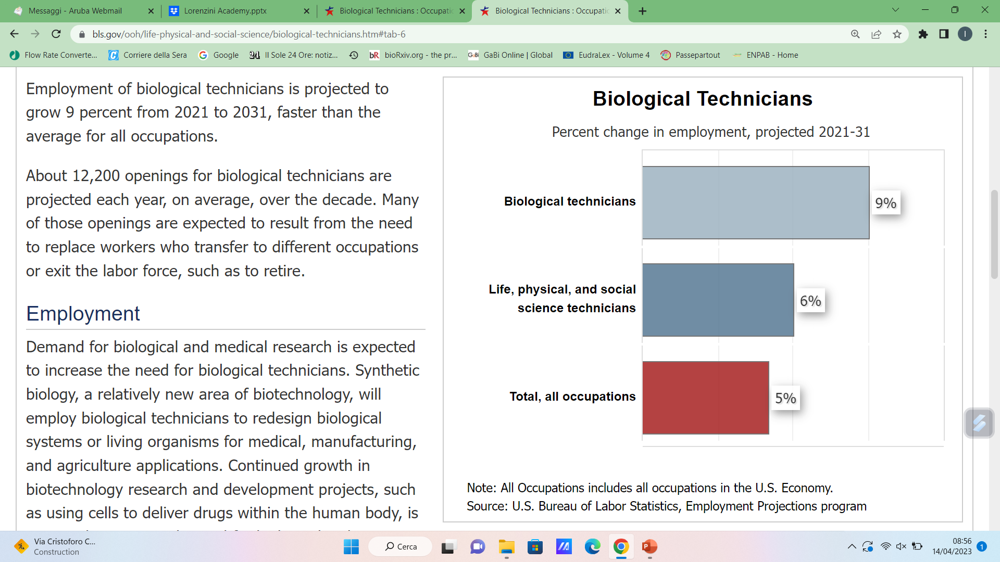 Messaggi - Aruba Webmail
Lorenzini Academy.pptx
Biological Technicians : Occupatio
Biological Technicians : Occupatio
bls.gov/ooh/life-physical-and-social-science/biological-technicians.htm#tab-6
I
Flow Rate Converte...
Corriere della Sera
Google
Il Sole 24 Ore: notiz...
bioRxiv.org - the pr...
GaBi Online | Global
EudraLex - Volume 4
Passepartout
ENPAB - Home
Employment of biological technicians is projected to
grow 9 percent from 2021 to 2031, faster than the
average for all occupations.
About 12,200 openings for biological technicians are
projected each year, on average, over the decade. Many
of those openings are expected to result from the need
to replace workers who transfer to different occupations
or exit the labor force, such as to retire.
Employment
Demand for biological and medical research is expected
to increase the need for biological technicians. Synthetic
biology, a relatively new area of biotechnology, will
employ biological technicians to redesign biological
systems or living organisms for medical, manufacturing,
and agriculture applications. Continued growth in
biotechnology research and development projects, such
as using cells to deliver drugs within the human body, is
Biological Technicians
Percent change in employment, projected 2021-31
Biological technicians
9%
Life, physical, and social
science technicians
6%
Total, all occupations
5%
Note: All Occupations includes all occupations in the U.S. Economy.
Source: U.S. Bureau of Labor Statistics, Employment Projections program
Via Cristoforo C...
Construction
Cerca
08:56
14/04/2023
1